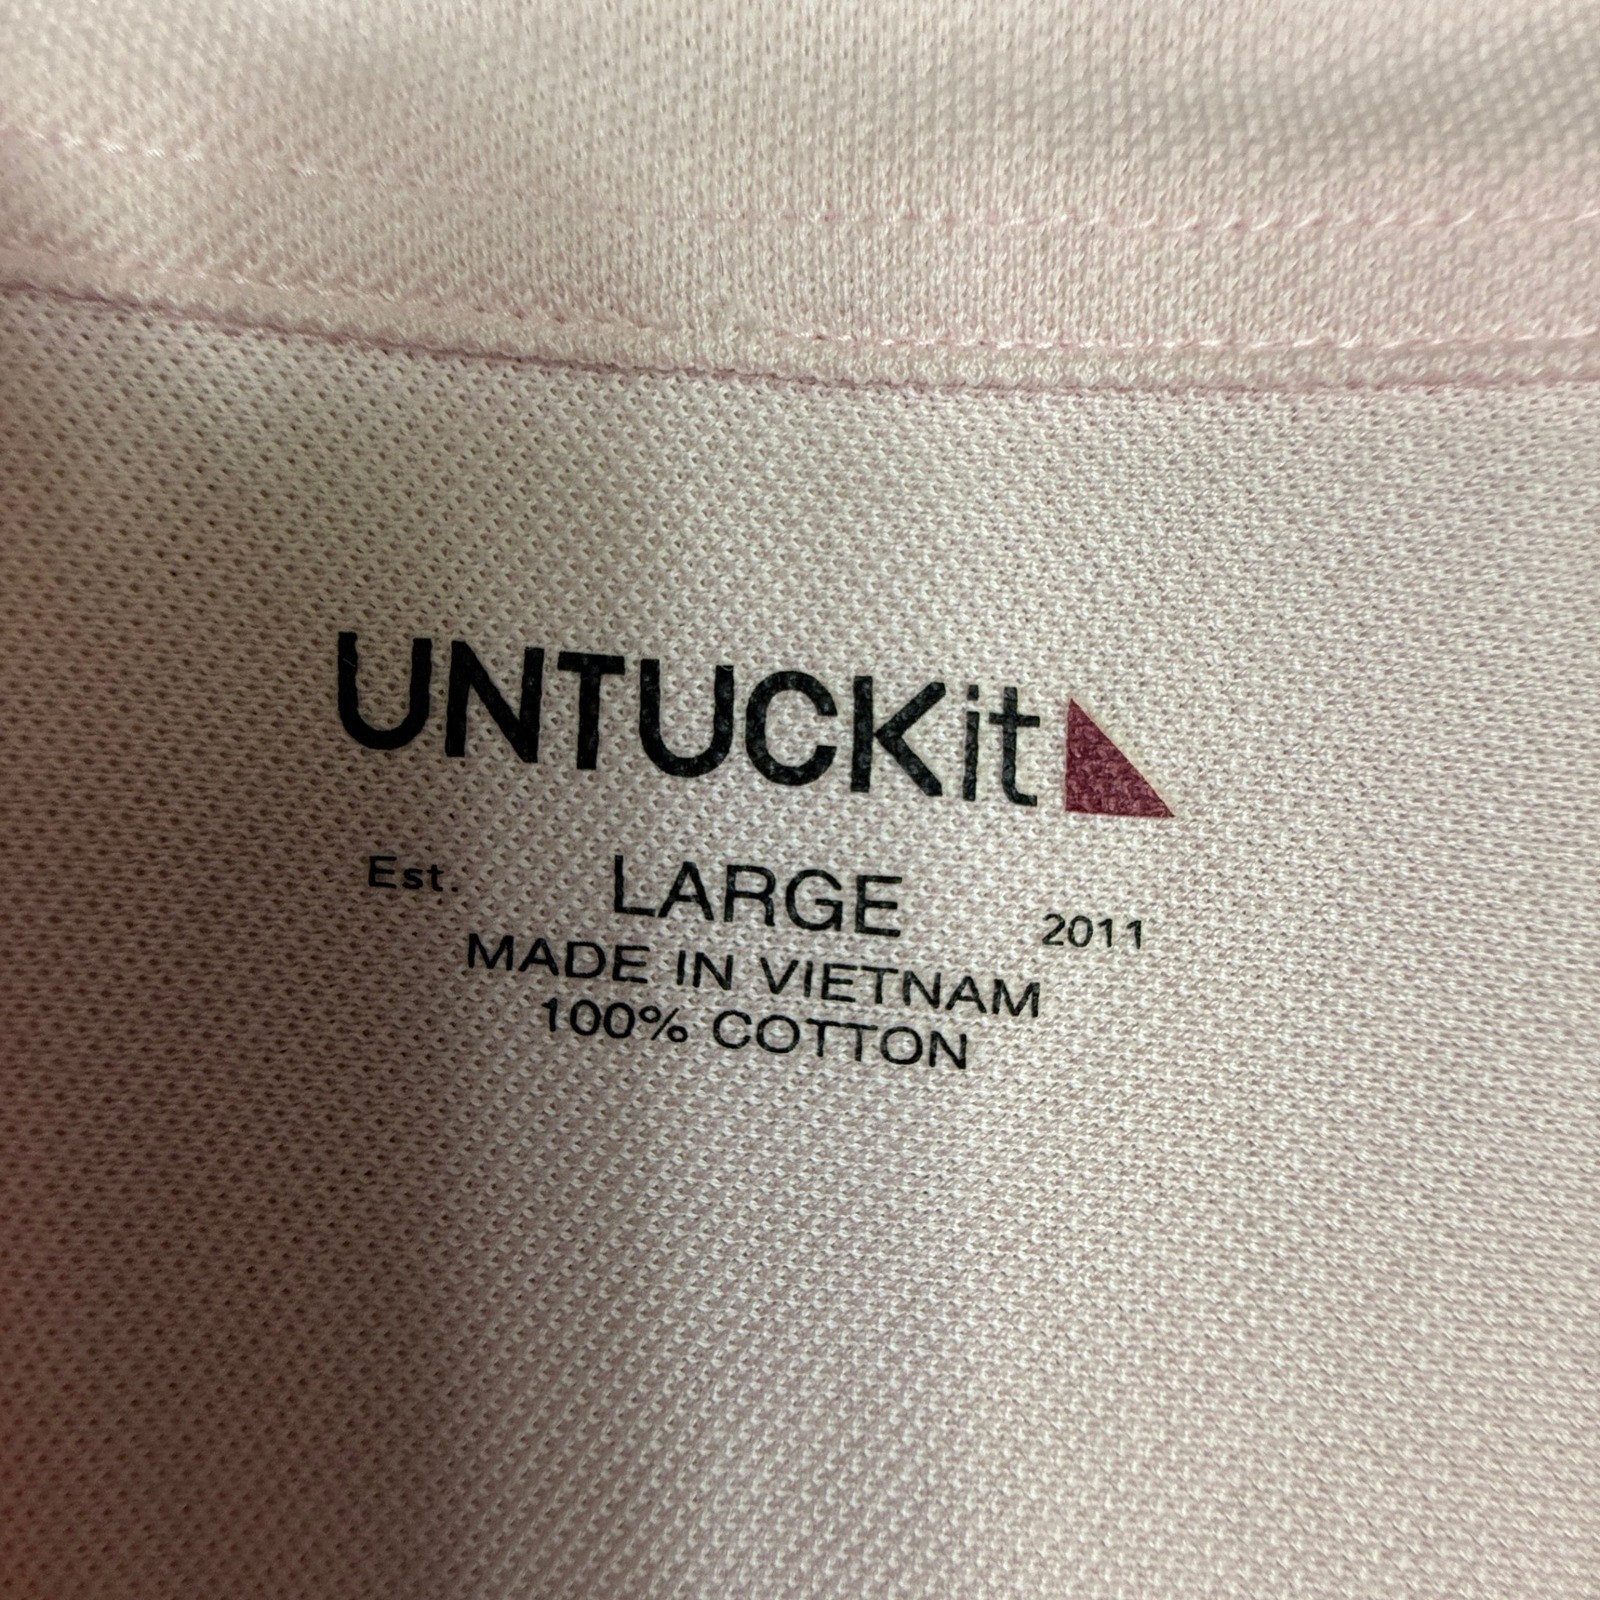 UNTUCKit
Est. LARGE 2011
MADE IN VIETNAM
100% COTTON